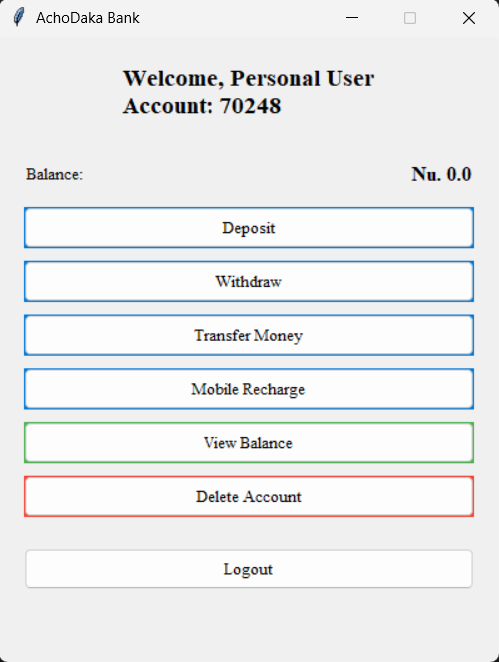 AchoDaka Bank
Welcome, Personal User
Account: 70248
Balance: Nu. 0.0
Deposit
Withdraw
Transfer Money
Mobile Recharge
View Balance
Delete Account
Logout